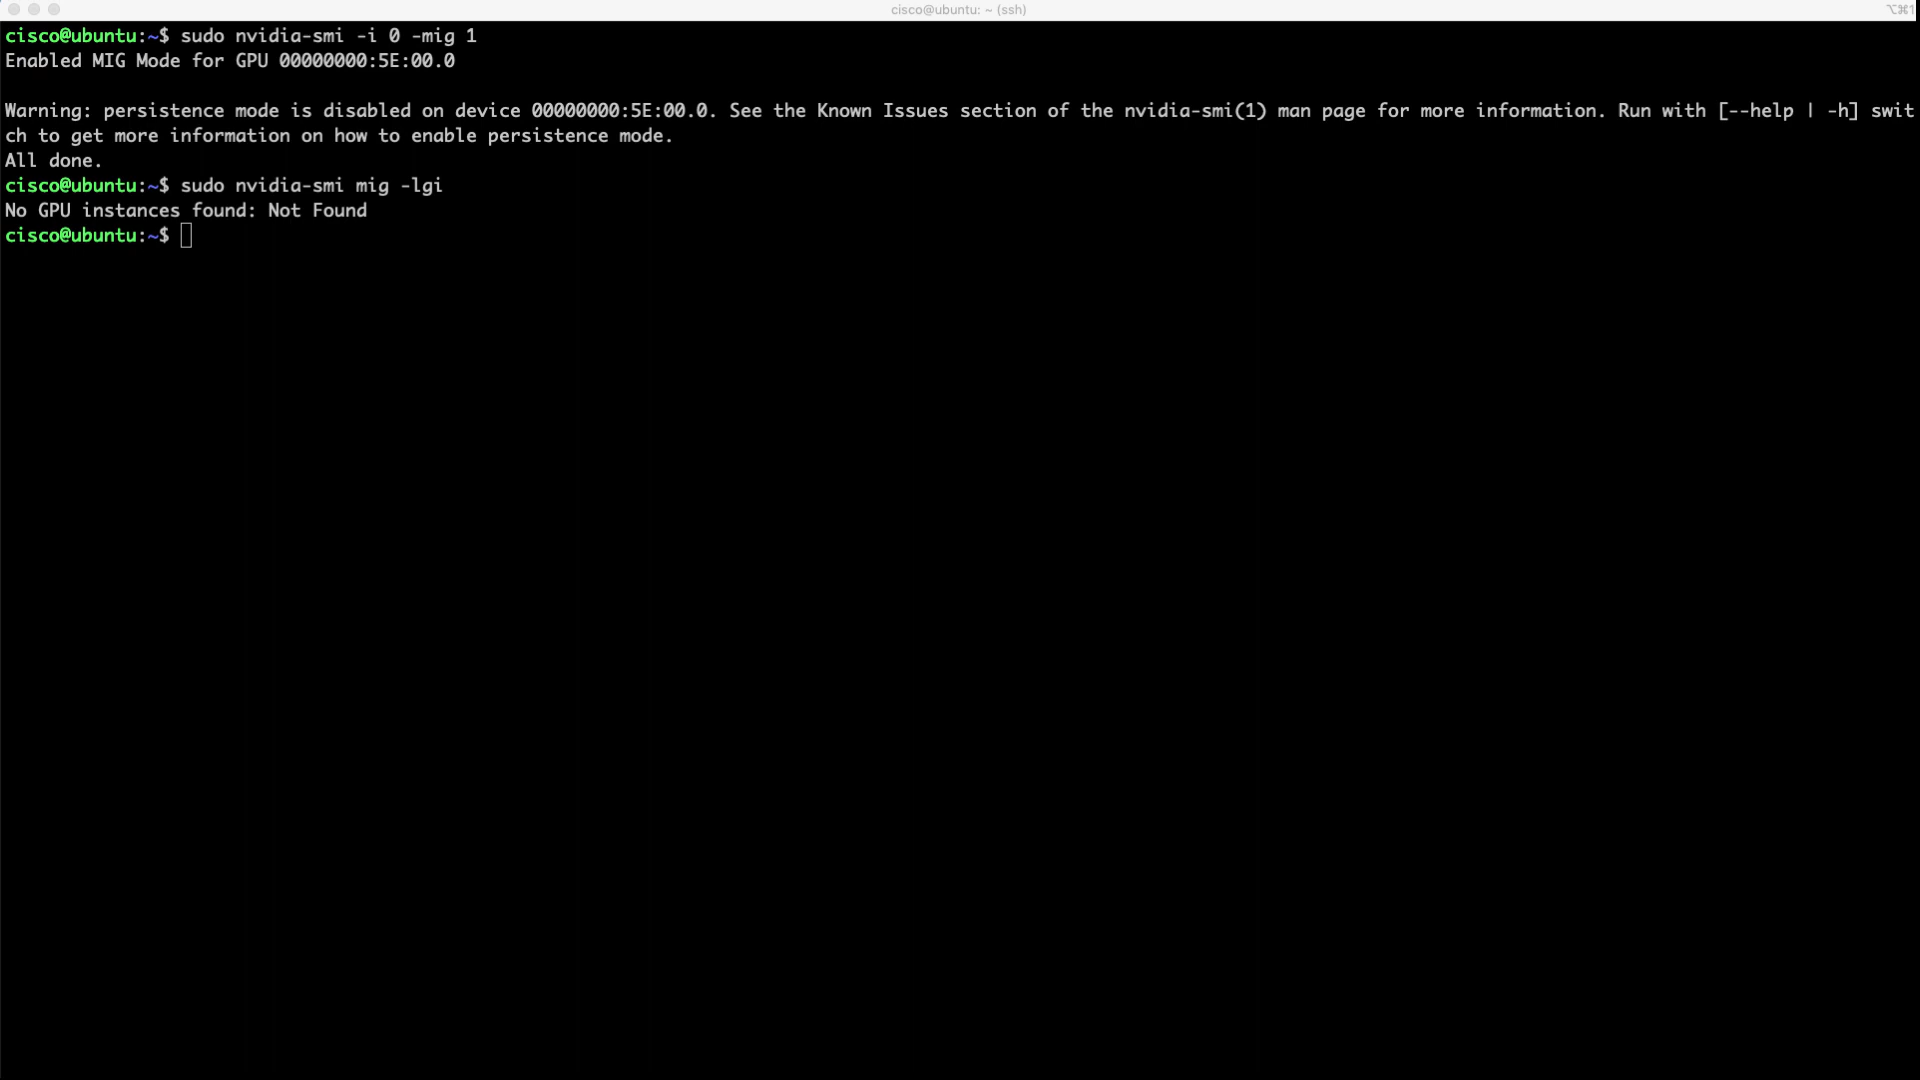 cisco@ubuntu: ~ (ssh)
⌥⌘1
cisco@ubuntu:~$ sudo nvidia-smi -i 0 -mig 1
Enabled MIG Mode for GPU 00000000:5E:00.0
Warning: persistence mode is disabled on device 00000000:5E:00.0. See the Known Issues section of the nvidia-smi(1) man page for more information. Run with [--help | -h] swit
ch to get more information on how to enable persistence mode.
All done.
cisco@ubuntu:~$ sudo nvidia-smi mig -lgi
No GPU instances found: Not Found
cisco@ubuntu:~$